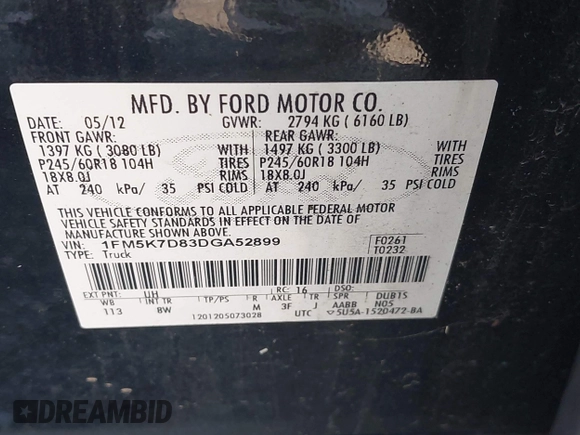 MFD. BY FORD MOTOR CO.
DATE: 05/12 GVWR: 2794 KG ( 6160 LB)
FRONT GAWR: REAR GAWR:
1397 KG ( 3080 LB) WITH 1497 KG ( 3300 LB) WITH
P245/60R18 104H TIRES P245/60R18 104H TIRES
18X8.0J RIMS 18X8.0J RIMS
AT 240 kPa/ 35 PSI COLD AT 240 kPa/ 35 PSI COLD
THIS VEHICLE CONFORMS TO ALL APPLICABLE FEDERAL MOTOR
VEHICLE SAFETY STANDARDS IN EFFECT ON THE DATE OF
MANUFACTURE SHOWN ABOVE.
VIN: 1FM5K7D83DGA52899 F0261
TYPE: Truck T0232
EXT PNT: UH RC: 16 DSO:
WB INT TR TP/PS R AXLE TR SPR DUB1S
113 8W M 3F J AABB NOS
1201205073028 UTC ▽5U5A-1520472-BA
DREAMBID